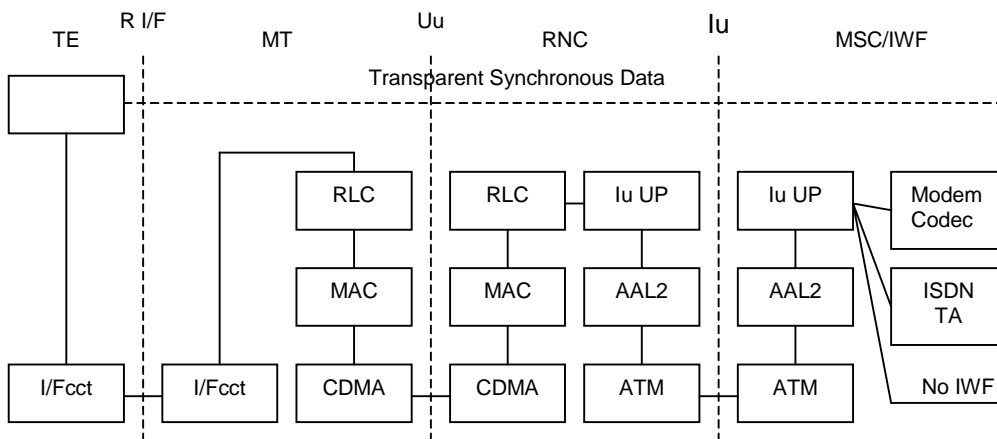 R I/F Uu Iu
TE MT RNC MSC/IWF
Transparent Synchronous Data
RLC RLC Iu UP Iu UP Modem
Codec
MAC MAC AAL2 AAL2 ISDN
TA
I/Fcct I/Fcct CDMA CDMA ATM ATM No IWF